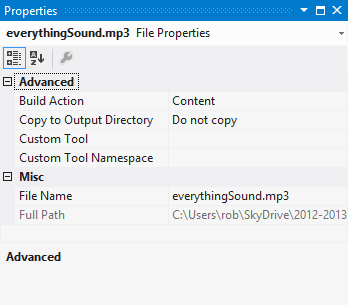 Properties
everythingSound.mp3 File Properties
Advanced
Build Action Content
Copy to Output Directory Do not copy
Custom Tool
Custom Tool Namespace
Misc
File Name everythingSound.mp3
Full Path C:\Users\rob\SkyDrive\2012-2013
Advanced